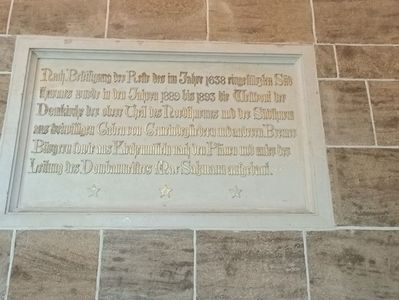 Nach Beseitigung der Reste des im Jahre 1638 eingestürzten Süd
thurmes wurde in den Jahren 1889 bis 1893 die Westfront der
Domkirche der obere Theil des Nordthurmes und der Südthurm
aus freiwilligen Gaben von Gemeindegliedern und anderen Bremer
Bürgern sowie aus Kirchenmitteln nach den Plänen und unter der
Leitung des Dombaumeisters Max Salzmann aufgebaut.